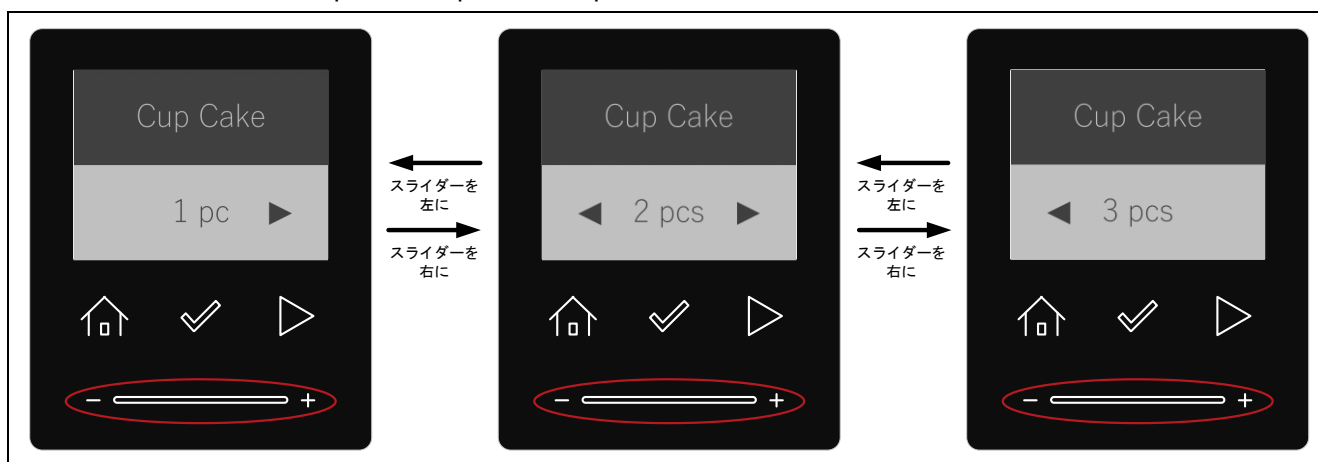 Cup Cake
1 pc ▶
− +
スライダーを
左に
スライダーを
右に
Cup Cake
◀ 2 pcs ▶
− +
スライダーを
左に
スライダーを
右に
Cup Cake
◀ 3 pcs
− +